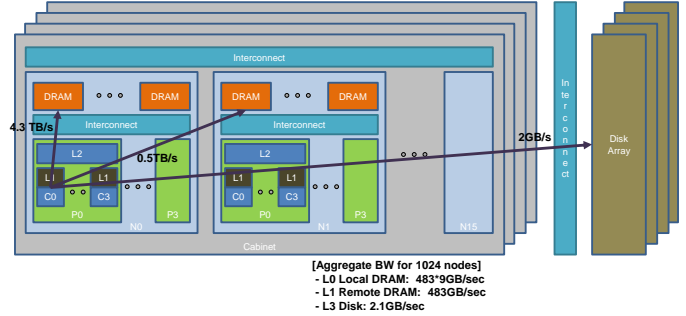 Interconnect
DRAM
DRAM
DRAM
DRAM
4.3 TB/s
Interconnect
Interconnect
0.5TB/s
2GB/s
L2
L2
L1
L1
L1
L1
C0
C3
C0
C3
P0
P3
P0
P3
N0
N1
N15
Cabinet
Interconnect
Disk
Array
[Aggregate BW for 1024 nodes]
- L0 Local DRAM: 483*9GB/sec
- L1 Remote DRAM: 483GB/sec
- L3 Disk: 2.1GB/sec